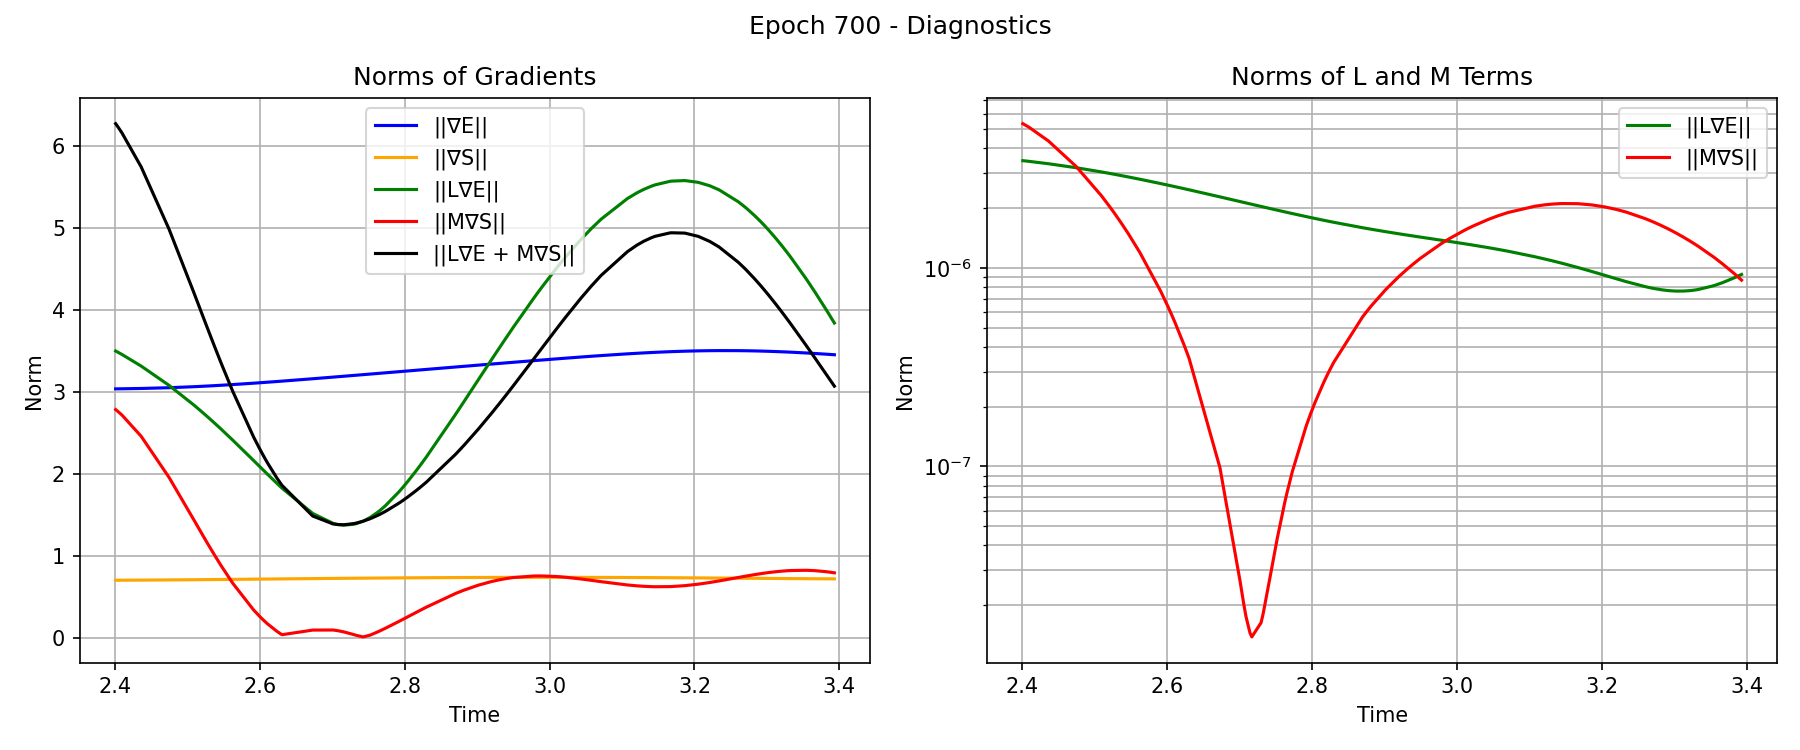 Epoch 700 - Diagnostics
Norms of Gradients
||∇E||
||∇S||
||L∇E||
||M∇S||
||L∇E + M∇S||
6
5
4
3
2
1
0
Norm
2.4 2.6 2.8 3.0 3.2 3.4
Time
Norms of L and M Terms
||L∇E||
||M∇S||
10⁻⁶
10⁻⁷
Norm
2.4 2.6 2.8 3.0 3.2 3.4
Time